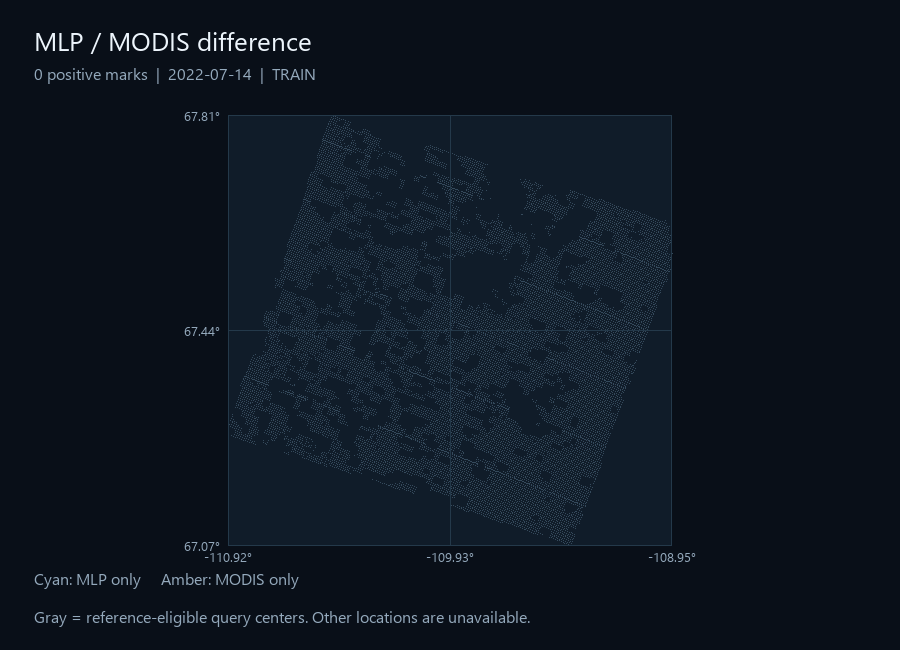 MLP / MODIS difference
0 positive marks | 2022-07-14 | TRAIN
67.81°
67.44°
67.07°
-110.92° -109.93° -108.95°
Cyan: MLP only Amber: MODIS only
Gray = reference-eligible query centers. Other locations are unavailable.